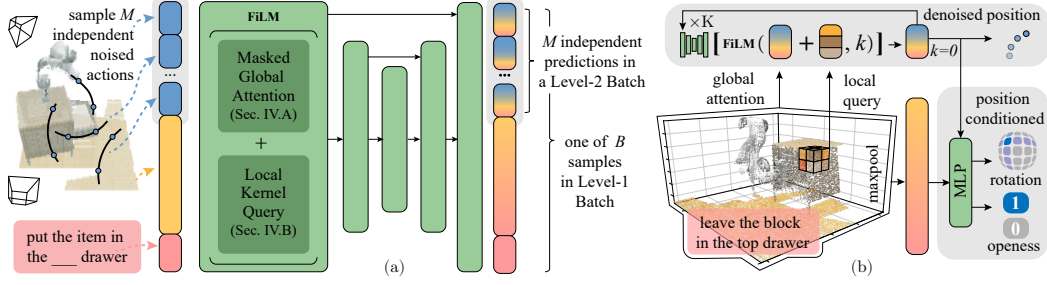 sample M
independent
noised
actions
...
put the item in
the ___ drawer
FiLM
Masked
Global
Attention
(Sec. IV.A)
+
Local
Kernel
Query
(Sec. IV.B)
(a)
...
M independent
predictions in
a Level-2 Batch
one of B
samples
in Level-1
Batch
×K
[FiLM( + , k)]
k=0
denoised position
global
attention
local
query
leave the block
in the top drawer
maxpool
(b)
position
conditioned
MLP
rotation
1
0
openess